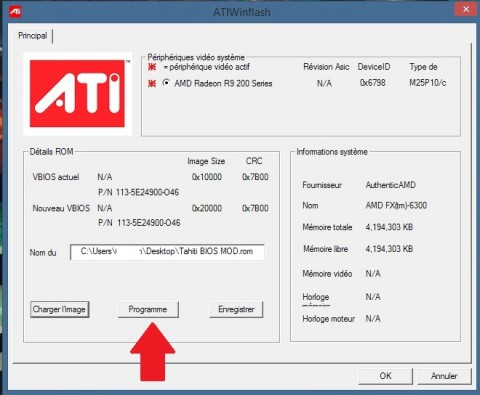 ATIWinflash
Principal
Périphériques vidéo système
= périphérique vidéo actif Révision Asic DeviceID Type de
AMD Radeon R9 200 Series N/A 0x6798 M25P10/c
ATI
Détails ROM
Image Size CRC
VBIOS actuel N/A 0x10000 0x7B00
P/N 113-5E24900-O46
Nouveau VBIOS N/A 0x20000 0x7B00
P/N 113-5E24900-O46
Nom du C:\Users\ \Desktop\Tahiti BIOS MOD.rom
Charger l'image Programme Enregistrer
Informations système
Fournisseur AuthenticAMD
Nom AMD FX(tm)-6300
Mémoire totale 4,194,303 KB
Mémoire libre 4,194,303 KB
Mémoire vidéo N/A
Horloge N/A
Horloge moteur N/A
OK Annuler